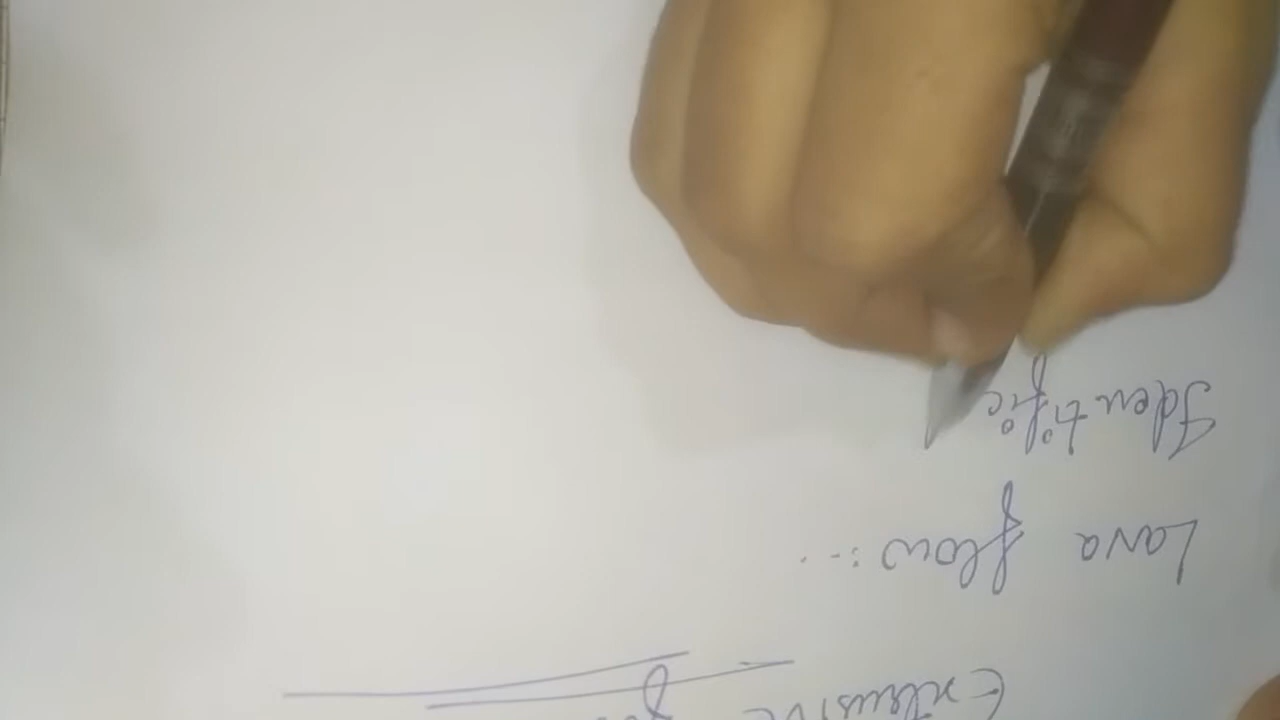 Extrusive
Lava flow :- ..
Identific